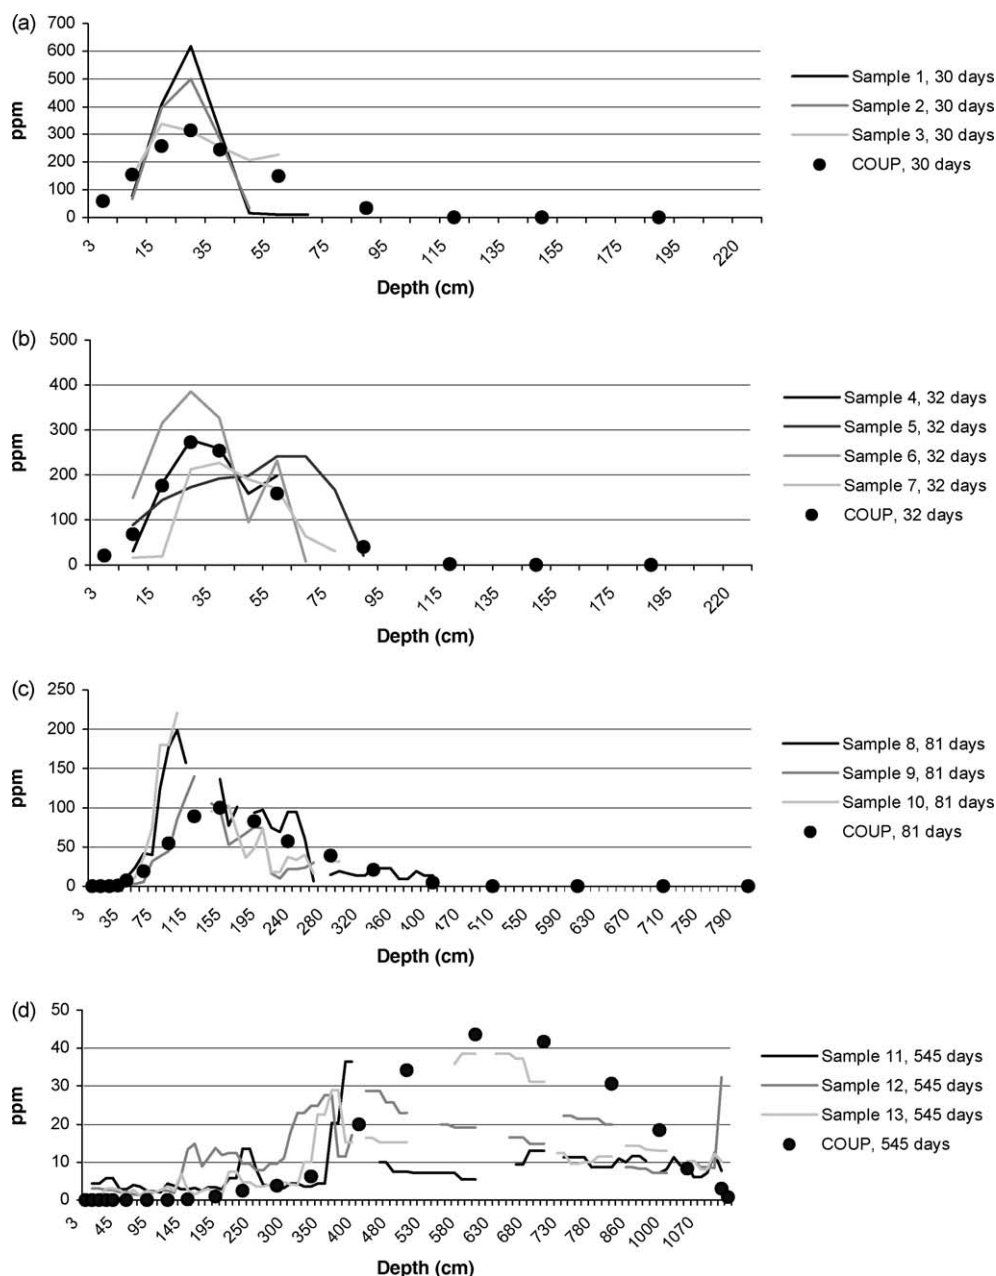 (a)
700
600
500
400
300
200
100
0
ppm
3
15
35
55
75
95
135
175
195
220
Depth (cm)
Sample 1, 30 days
Sample 2, 30 days
Sample 3, 30 days
COUP, 30 days
(b)
500
400
300
200
100
0
ppm
3
15
35
55
75
95
135
175
195
220
Depth (cm)
Sample 4, 32 days
Sample 5, 32 days
Sample 6, 32 days
Sample 7, 32 days
COUP, 32 days
(c)
250
200
150
100
50
0
ppm
3
35
75
115
155
195
240
280
320
360
400
470
510
550
590
630
670
710
750
790
Depth (cm)
Sample 8, 81 days
Sample 9, 81 days
Sample 10, 81 days
COUP, 81 days
(d)
50
40
30
20
10
0
ppm
3
45
95
145
195
250
300
350
400
480
530
580
630
680
730
790
860
1000
1070
Depth (cm)
Sample 11, 545 days
Sample 12, 545 days
Sample 13, 545 days
COUP, 545 days